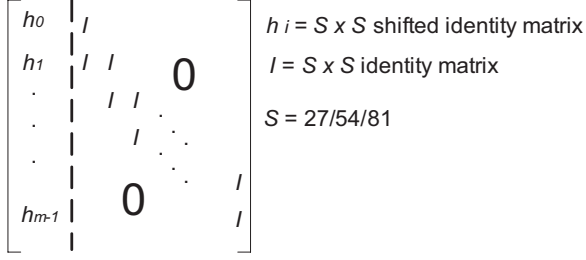 h0 I
h i = S x S shifted identity matrix
h1 I I 0
I = S x S identity matrix
. I I .
S = 27/54/81
. I . .
. . .
. I
hm-1 0 I